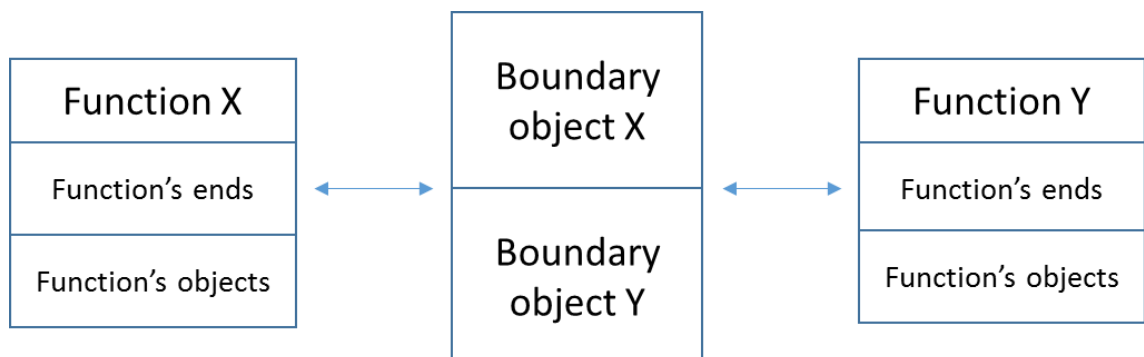 Function X
Function’s ends
Function’s objects
Boundary
object X
Boundary
object Y
Function Y
Function’s ends
Function’s objects